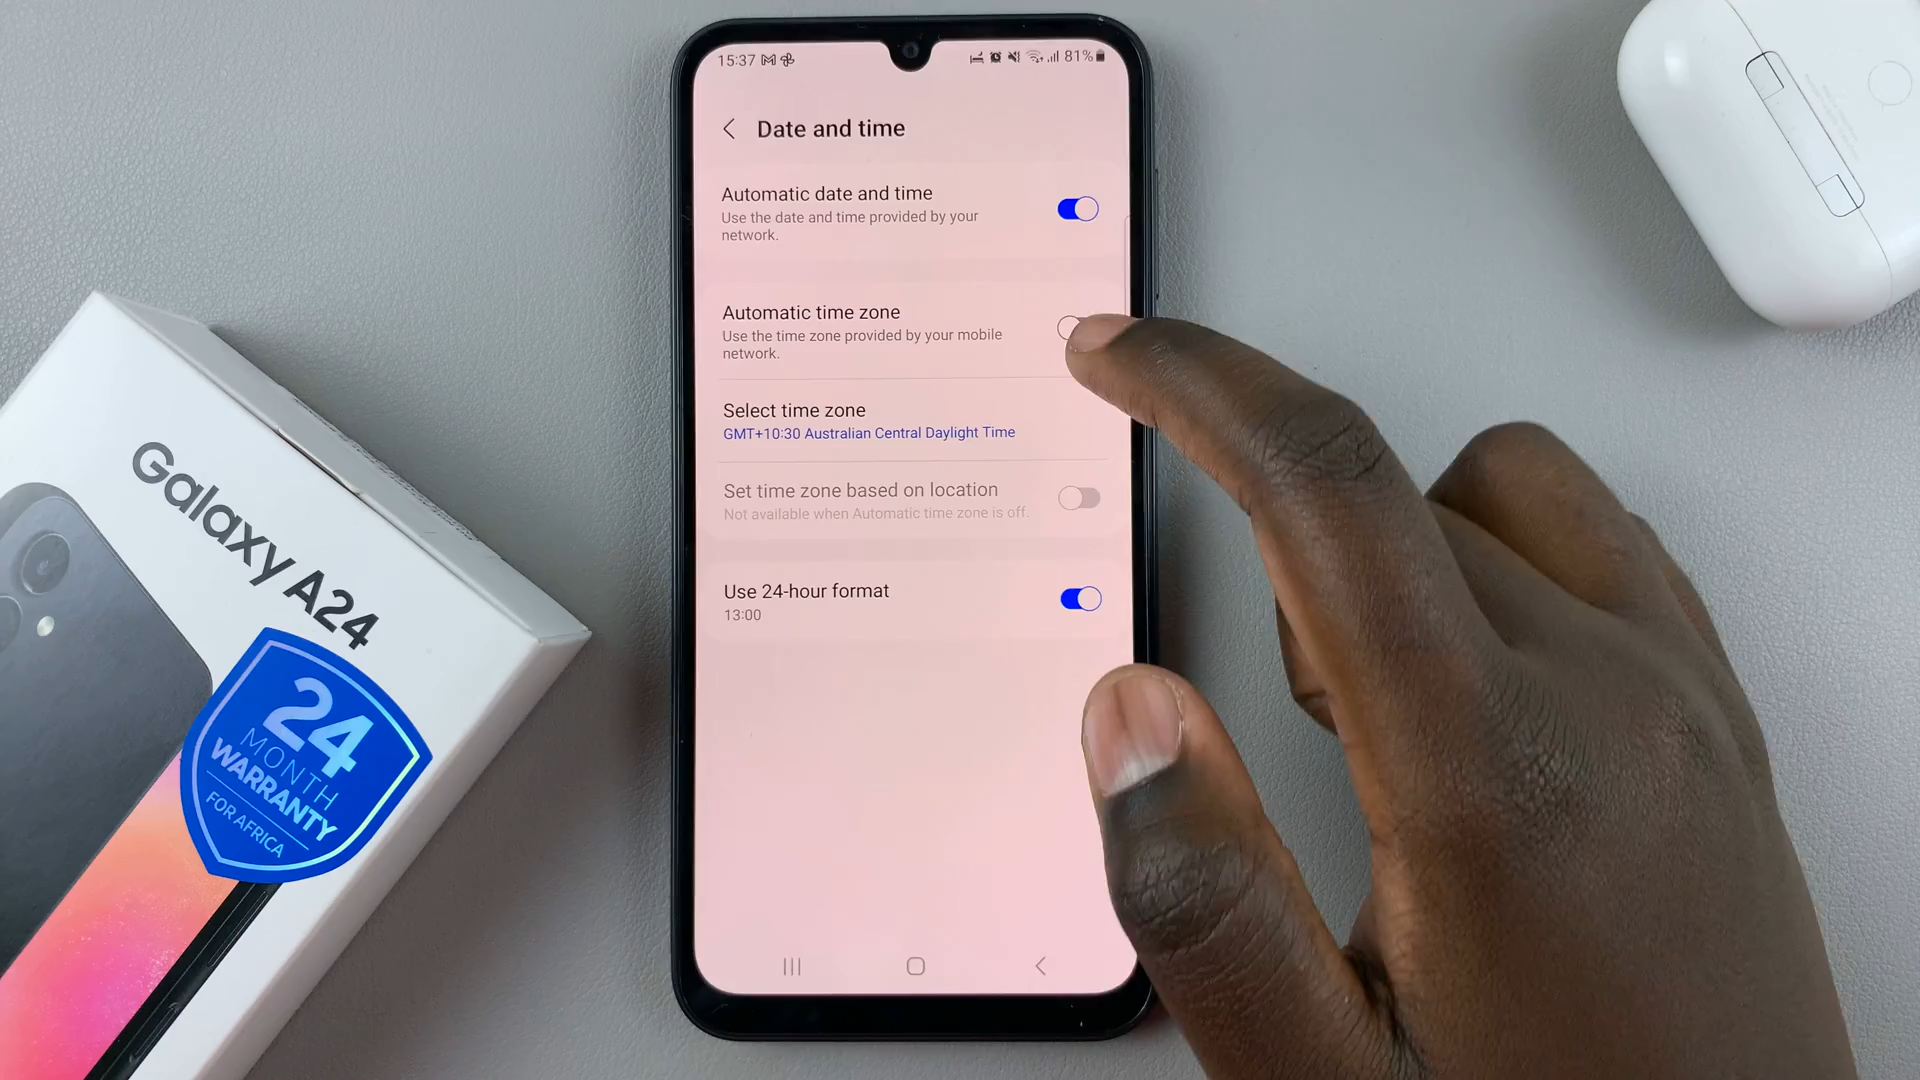 15:37
81%
Date and time
Automatic date and time
Use the date and time provided by your
network.
Automatic time zone
Use the time zone provided by your mobile
network.
Select time zone
GMT+10:30 Australian Central Daylight Time
Set time zone based on location
Not available when Automatic time zone is off.
Use 24-hour format
13:00
Galaxy A24
24
MONTH
WARRANTY
FOR AFRICA